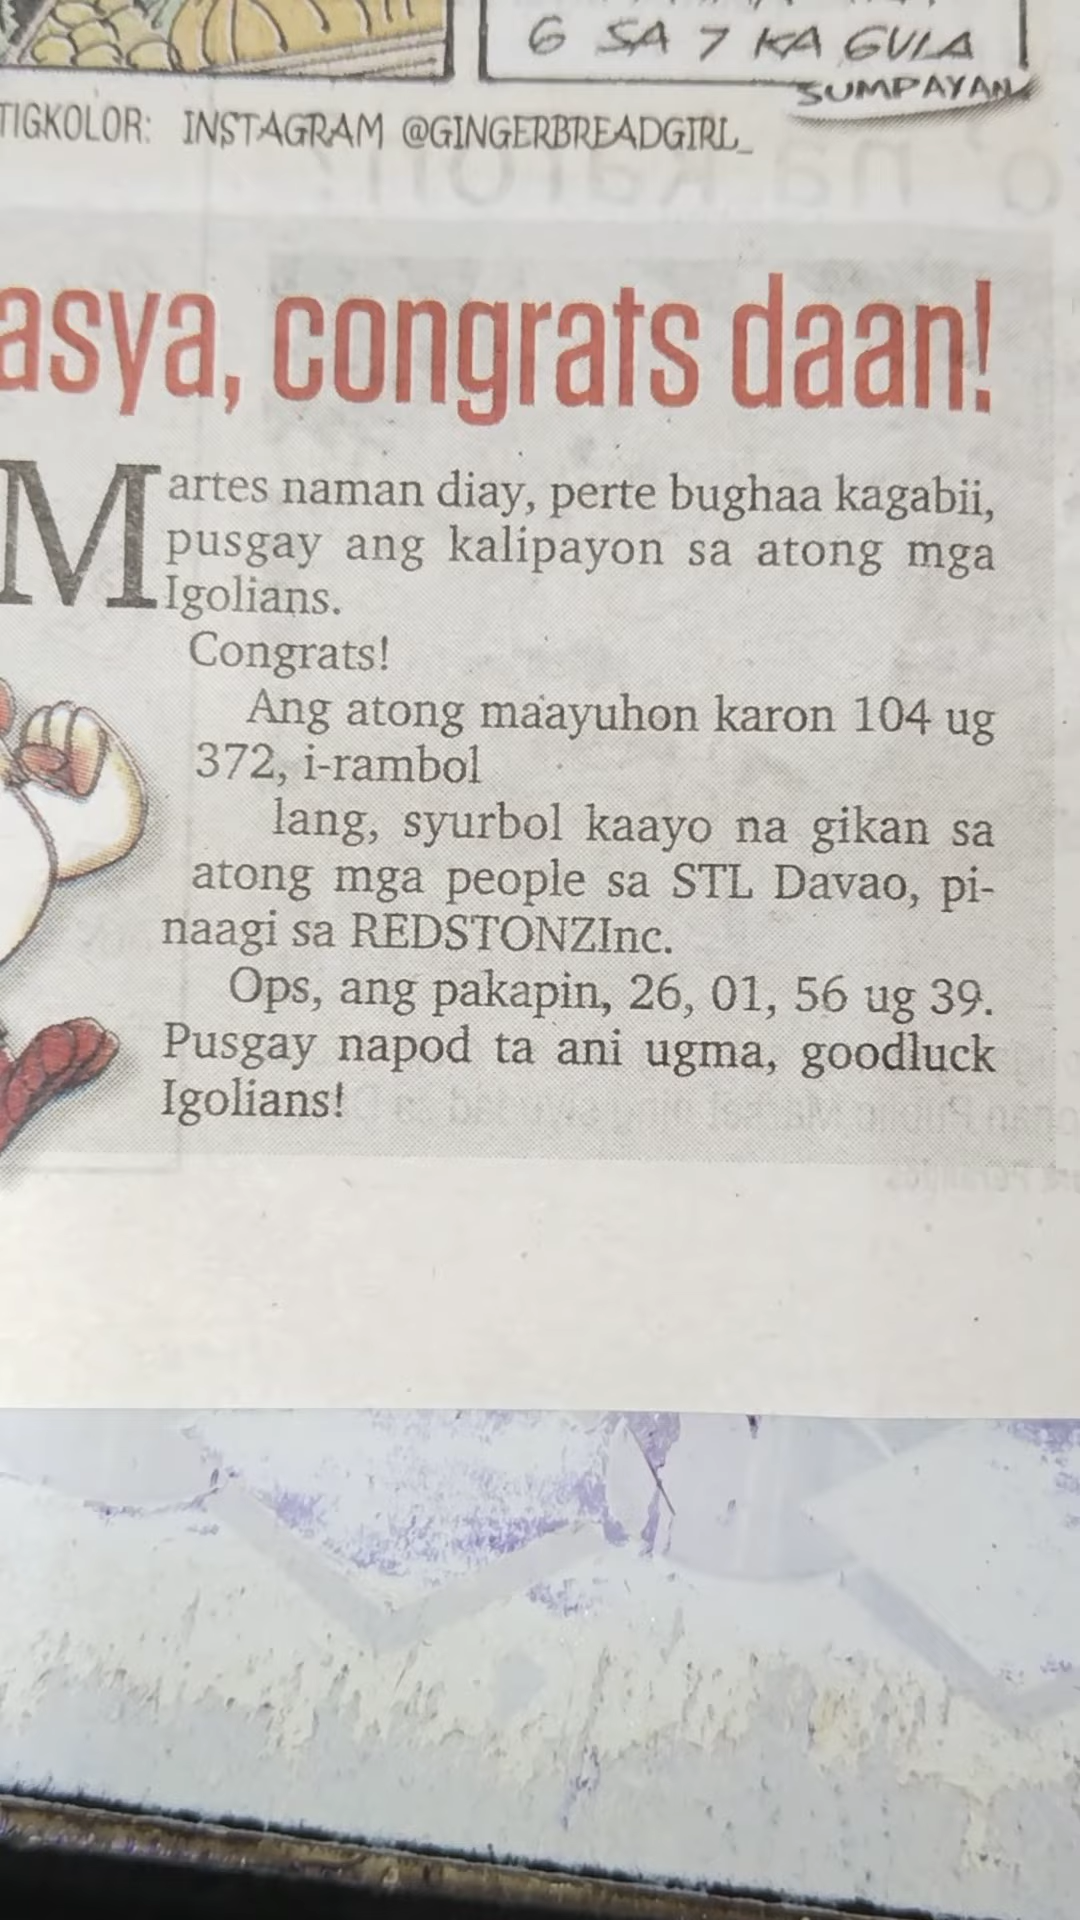 6 SA 7 KA GULA
SUMPAYAN
TIGKOLOR: INSTAGRAM @GINGERBREADGIRL_
asya, congrats daan!
Martes naman diay, perte bughaa kagabii,
pusgay ang kalipayon sa atong mga
Igolians.
Congrats!
Ang atong maayuhon karon 104 ug
372, i-rambol
lang, syurbol kaayo na gikan sa
atong mga people sa STL Davao, pi-
naagi sa REDSTONZInc.
Ops, ang pakapin, 26, 01, 56 ug 39.
Pusgay napod ta ani ugma, goodluck
Igolians!